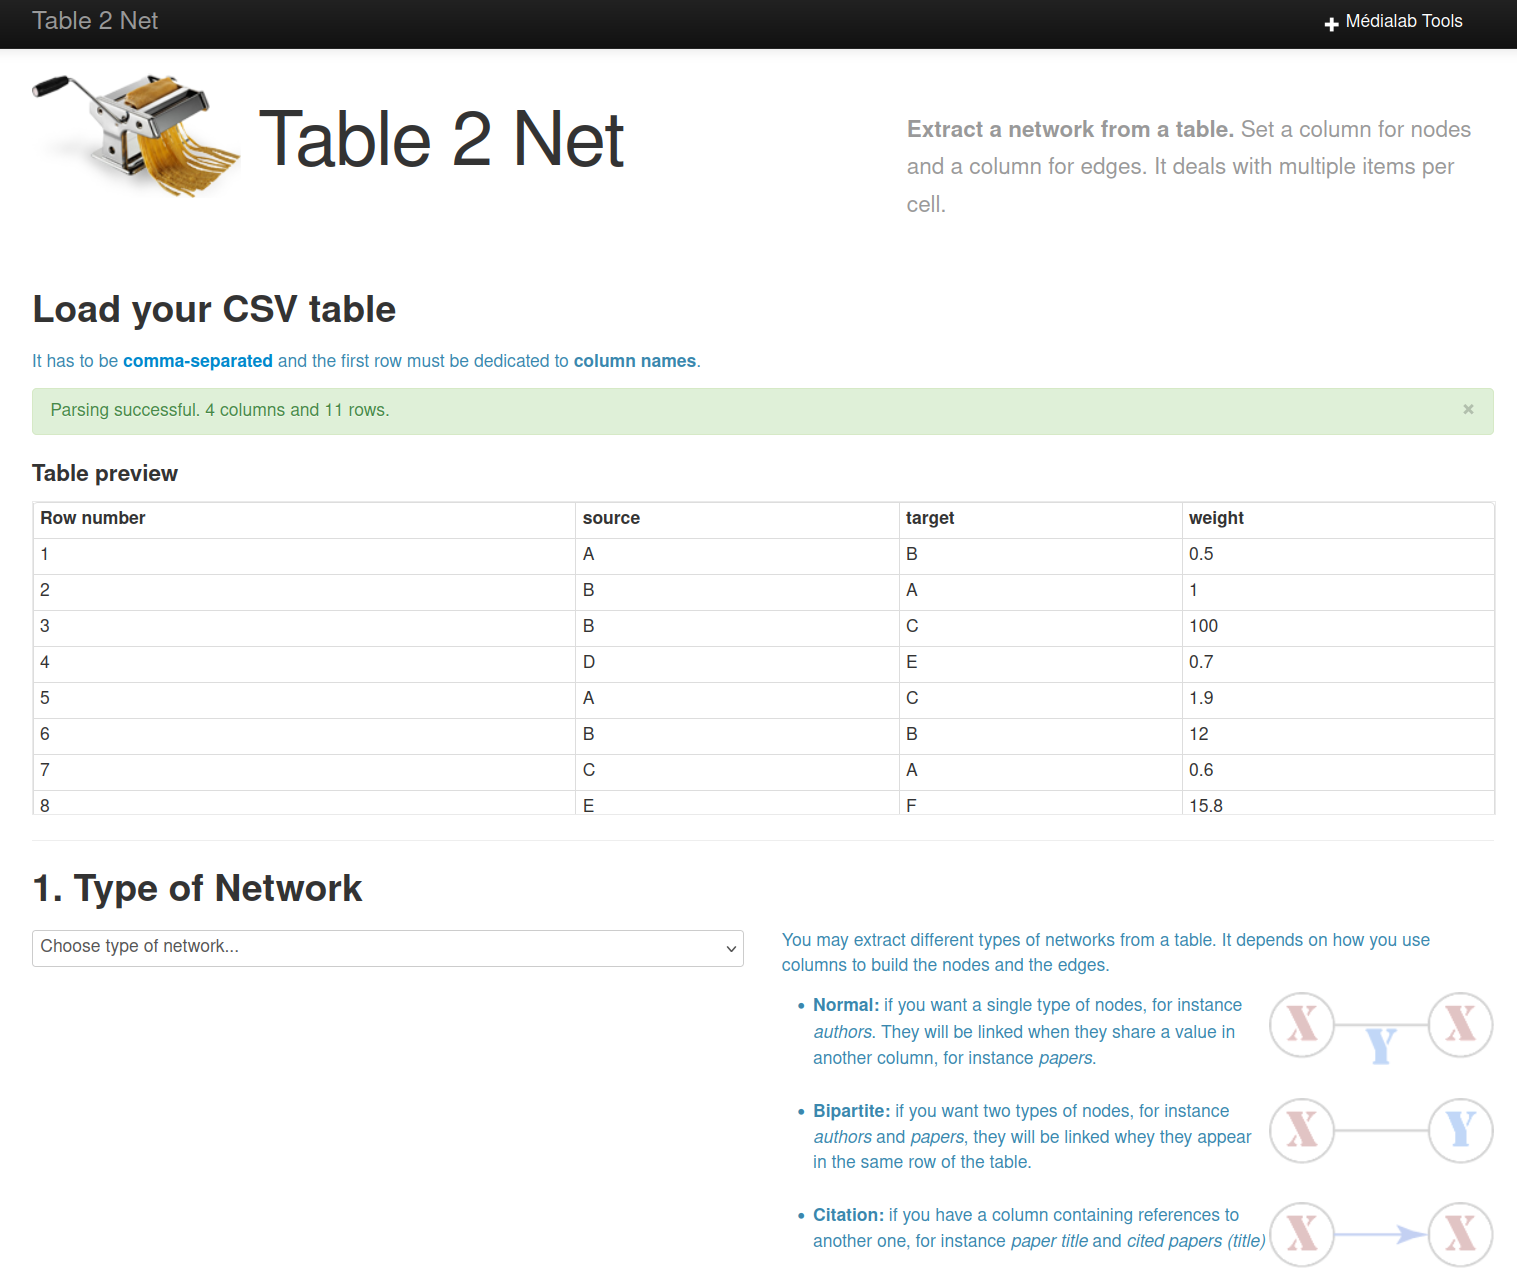 Table 2 Net
Médialab Tools
Table 2 Net
Extract a network from a table. Set a column for nodes
and a column for edges. It deals with multiple items per
cell.
Load your CSV table
It has to be comma-separated and the first row must be dedicated to column names.
Parsing successful. 4 columns and 11 rows.
×
Table preview
Row number source target weight
1 A B 0.5
2 B A 1
3 B C 100
4 D E 0.7
5 A C 1.9
6 B B 12
7 C A 0.6
8 E F 15.8
1. Type of Network
Choose type of network...
You may extract different types of networks from a table. It depends on how you use
columns to build the nodes and the edges.
• Normal: if you want a single type of nodes, for instance
authors. They will be linked when they share a value in
another column, for instance papers.
X Y X
• Bipartite: if you want two types of nodes, for instance
authors and papers, they will be linked whey they appear
in the same row of the table.
X Y
• Citation: if you have a column containing references to
another one, for instance paper title and cited papers (title)
X X